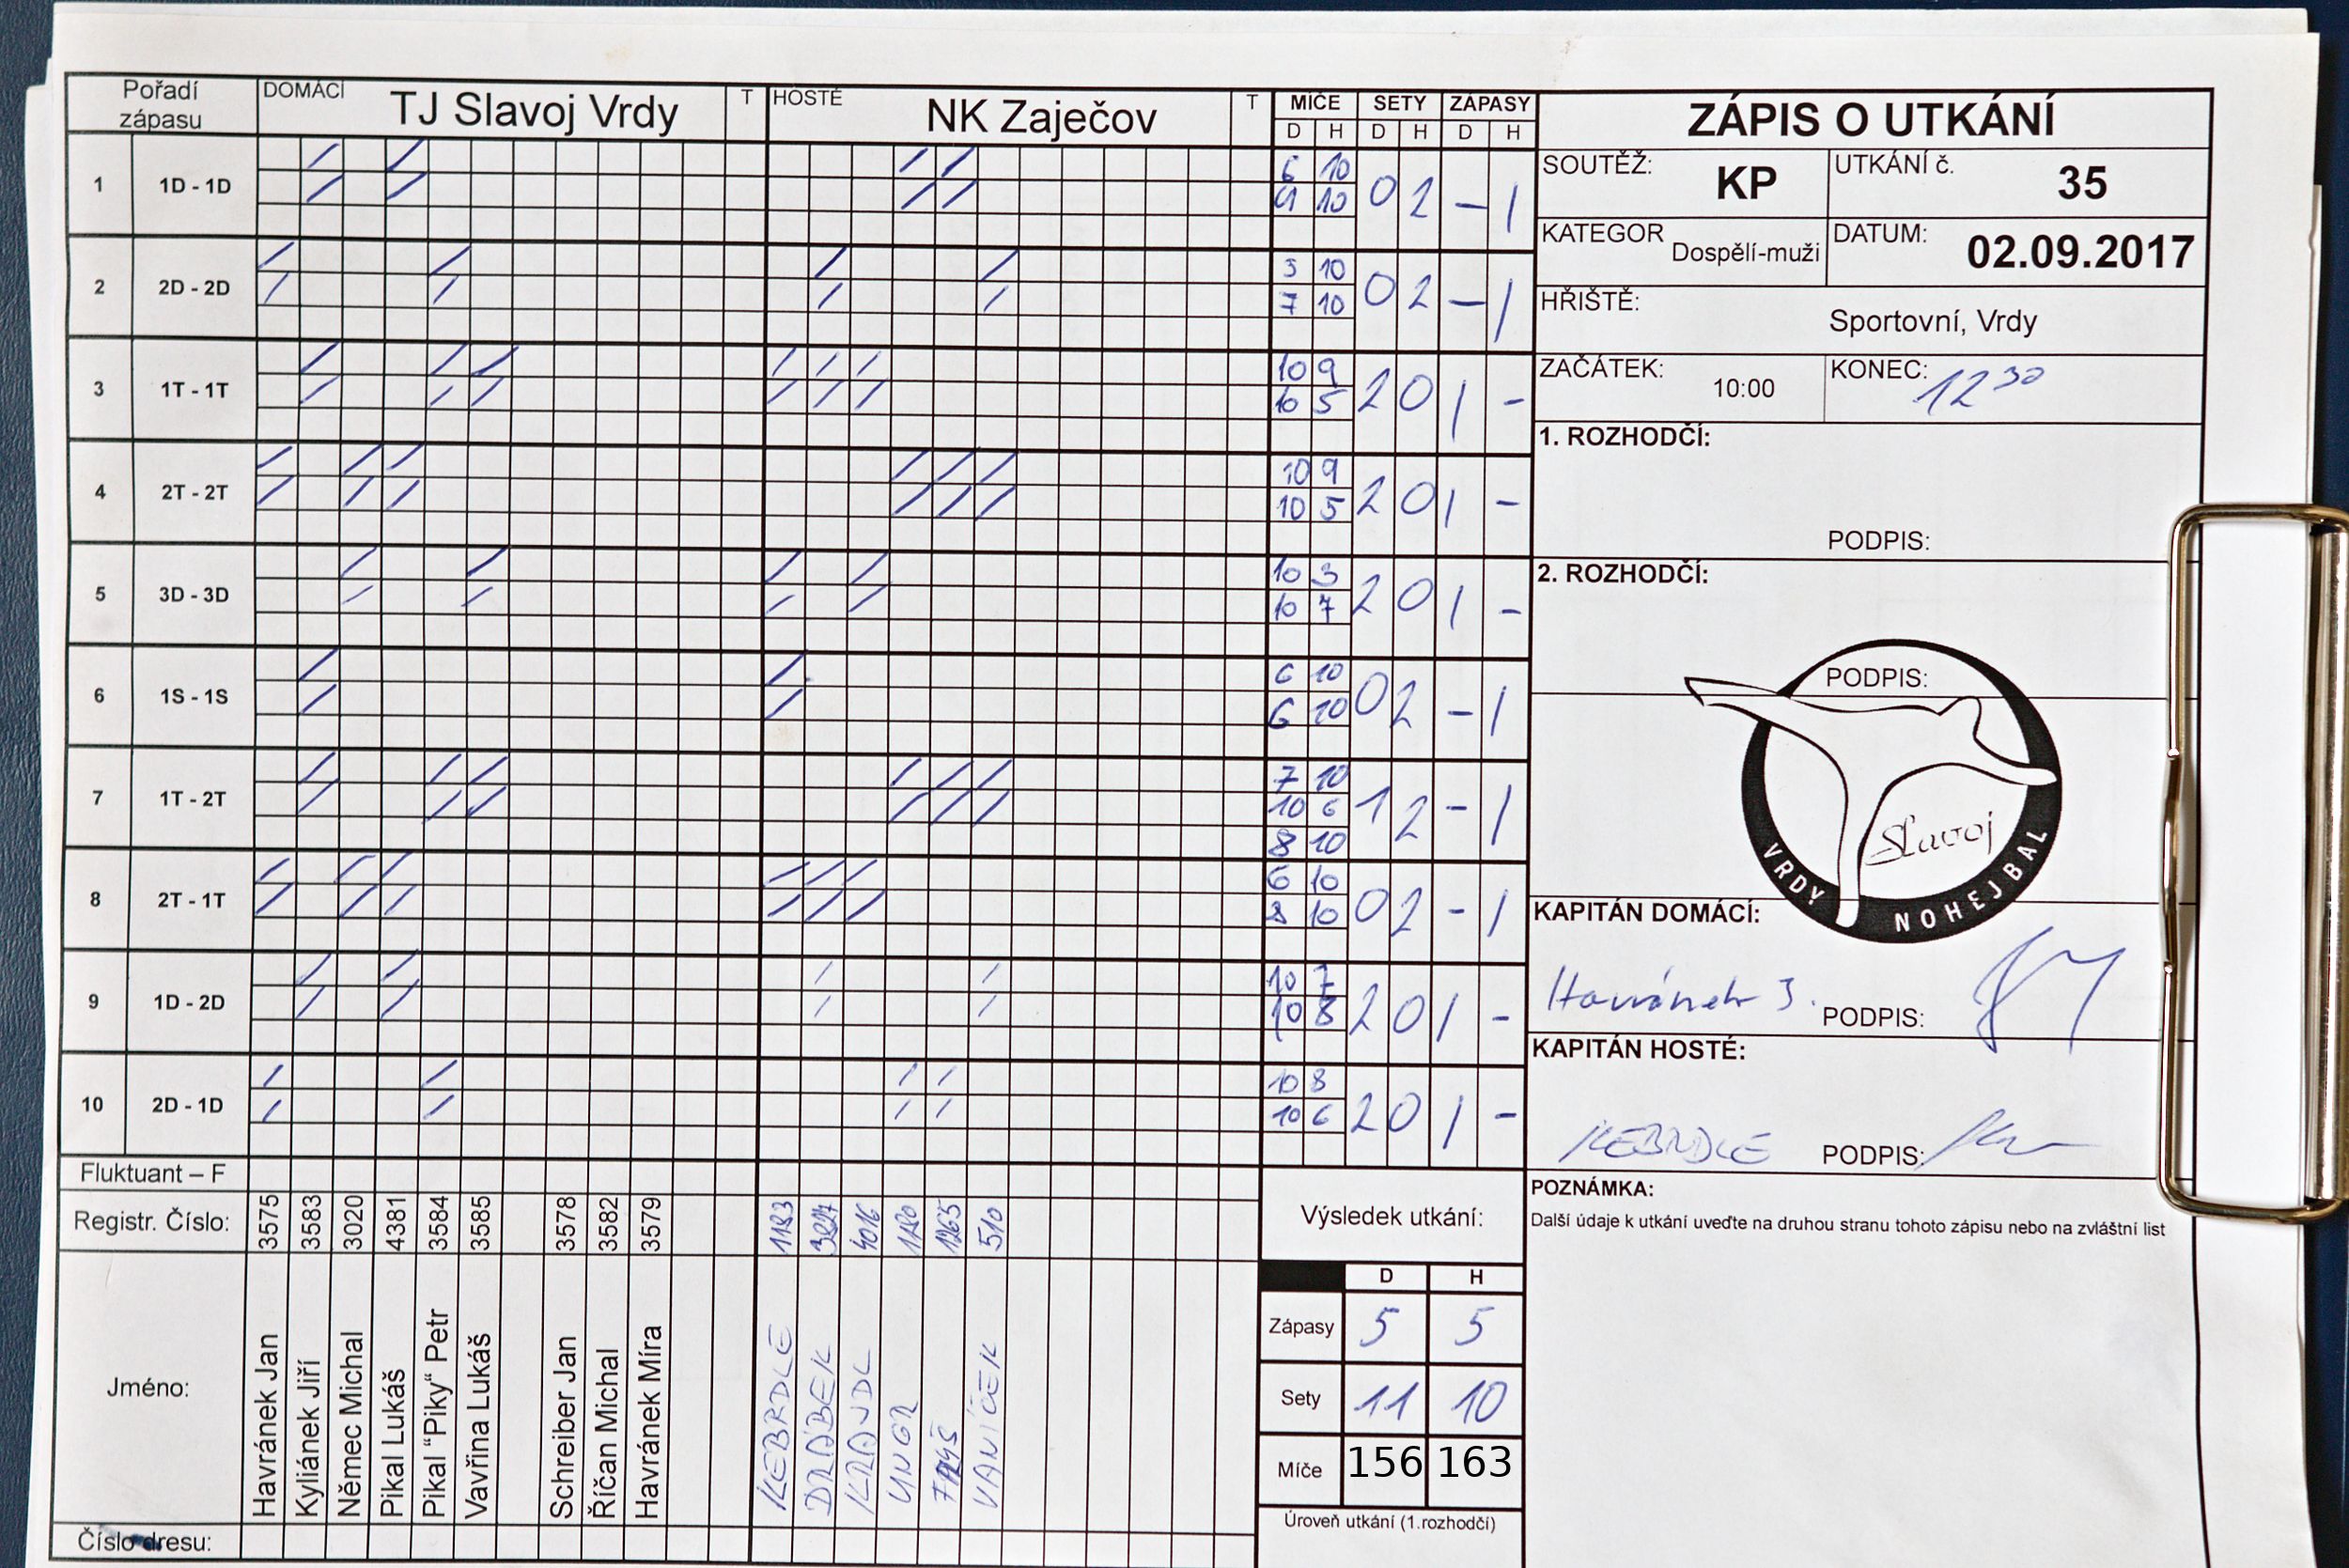 Pořadí zápasu DOMÁCÍ TJ Slavoj Vrdy T HOSTÉ NK Zaječov T MÍČE SETY ZÁPASY
D H D H D H
1 1D - 1D 6 10 0 2 – 1
10
2 2D - 2D 5 10 0 2 – 1
7 10
3 1T - 1T 10 9 2 0 1 -
10 5
4 2T - 2T 10 9 2 0 1 -
10 5
5 3D - 3D 10 3 2 0 1 -
10 7
6 1S - 1S 6 10 0 2 - 1
6 10
7 1T - 2T 7 10 1 2 - 1
10 6
8 10
8 2T - 1T 6 10 0 2 - 1
8 10
9 1D - 2D 10 7 2 0 1 -
10 8
10 2D - 1D 10 8 2 0 1 -
10 6
Fluktuant – F
Registr. Číslo: 3575 3583 3020 4381 3584 3585 3578 3582 3579 1183 4016 1265 510
Jméno: Havránek Jan Kyliánek Jiří Němec Michal Pikal Lukáš Pikal “Piky“ Petr Vavřina Lukáš Schreiber Jan Říčan Michal Havránek Míra KEBRDLE DRÁBEK KRAJDL UNGR VANÍČEK
Číslo dresu:
Výsledek utkání:
D H
Zápasy 5 5
Sety 11 10
Míče 156 163
Úroveň utkání (1.rozhodčí)
ZÁPIS O UTKÁNÍ
SOUTĚŽ: KP UTKÁNÍ č. 35
KATEGOR Dospělí-muži DATUM: 02.09.2017
HŘIŠTĚ: Sportovní, Vrdy
ZAČÁTEK: 10:00 KONEC: 12 30
1. ROZHODČÍ:
PODPIS:
2. ROZHODČÍ:
PODPIS:
Slavoj
VRDY NOHEJBAL
KAPITÁN DOMÁCÍ:
Havránek J. PODPIS:
KAPITÁN HOSTÉ:
KEBRDLE PODPIS:
POZNÁMKA:
Další údaje k utkání uveďte na druhou stranu tohoto zápisu nebo na zvláštní list